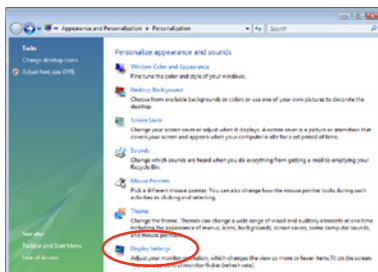 Appearance and Personalization ▸ Personalization
Search
Tasks
Change desktop icons
Adjust font size (DPI)
See also
Taskbar and Start Menu
Ease of Access
Personalize appearance and sounds
Window Color and Appearance
Fine tune the color and style of your windows.
Desktop Background
Choose from available backgrounds or colors or use one of your own pictures to decorate the
desktop.
Screen Saver
Change your screen saver or adjust when it displays. A screen saver is a picture or animation that
covers your screen and appears when your computer is idle for a set period of time.
Sounds
Change which sounds are heard when you do everything from getting e-mail to emptying your
Recycle Bin.
Mouse Pointers
Pick a different mouse pointer. You can also change how the mouse pointer looks during such
activities as clicking and selecting.
Theme
Change the theme. Themes can change a wide range of visual and auditory elements at one time
including the appearance of menus, icons, backgrounds, screen savers, some computer sounds,
and mouse pointers.
Display Settings
Adjust your monitor resolution, which changes the view so more or fewer items fit on the screen.
monitor flicker (refresh rate).